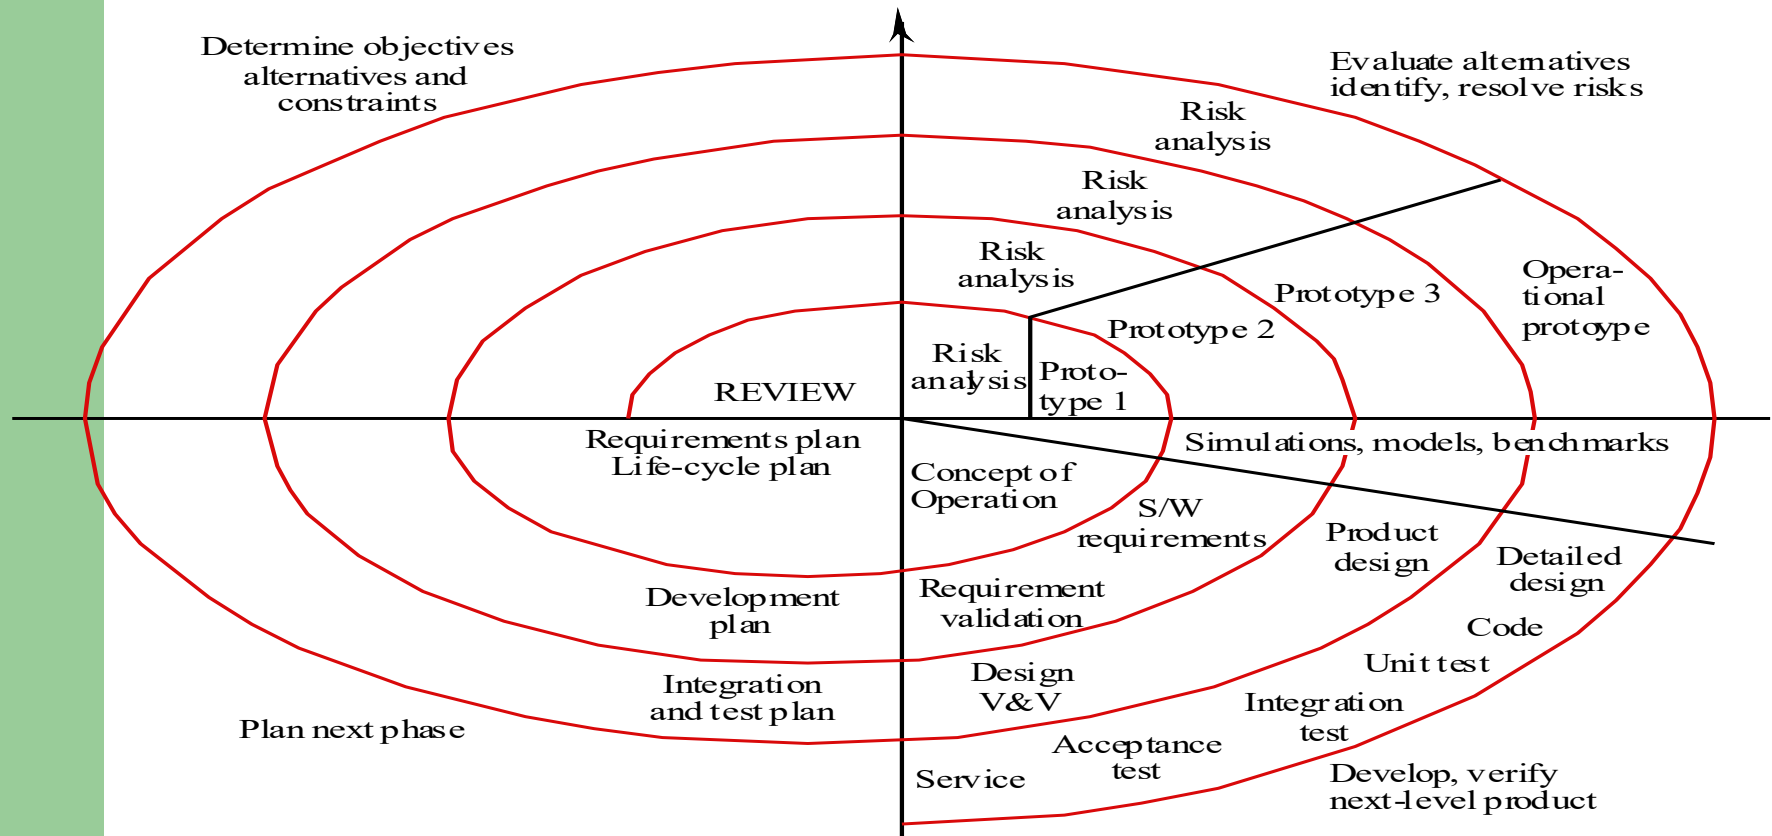 Determine objectives
alternatives and
constraints
Evaluate alternatives
identify, resolve risks
Risk
analysis
Risk
analysis
Risk
analysis
Risk
analysis
Proto-
type 1
Prototype 2
Prototype 3
Opera-
tional
protoype
REVIEW
Requirements plan
Life-cycle plan
Simulations, models, benchmarks
Concept of
Operation
S/W
requirements
Product
design
Detailed
design
Development
plan
Requirement
validation
Code
Unit test
Integration
and test plan
Design
V&V
Integration
test
Plan next phase
Acceptance
test
Service
Develop, verify
next-level product